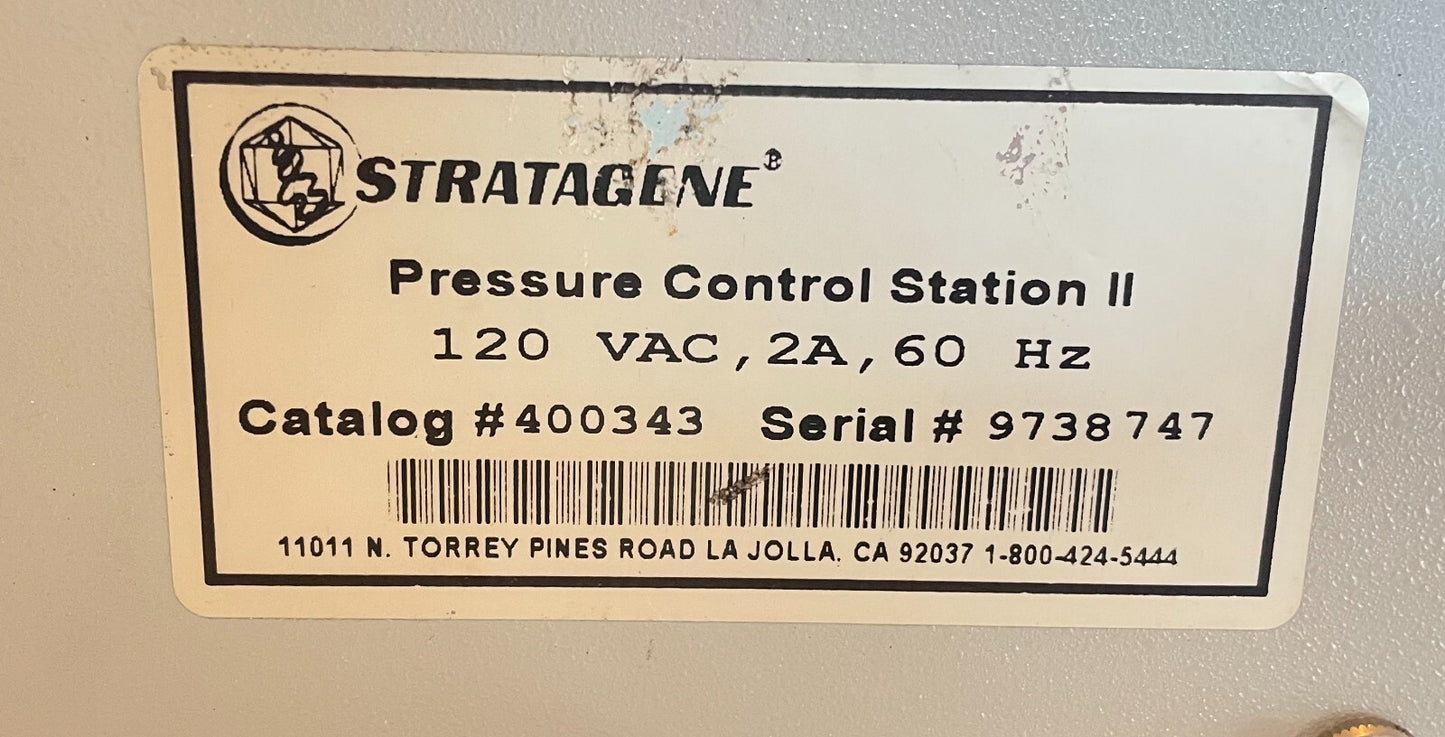 STRATAGENE®
Pressure Control Station II
120 VAC, 2A, 60 Hz
Catalog #400343 Serial # 9738747
11011 N. TORREY PINES ROAD LA JOLLA. CA 92037 1-800-424-5444